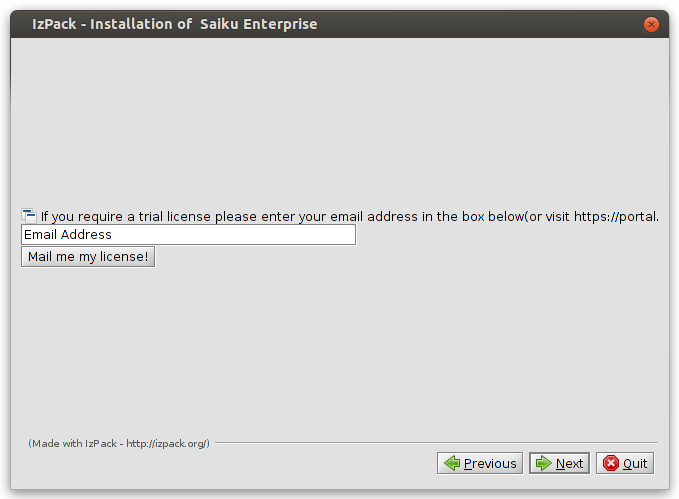 IzPack - Installation of  Saiku Enterprise
If you require a trial license please enter your email address in the box below(or visit https://portal.
Email Address
Mail me my license!
(Made with IzPack - http://izpack.org/)
Previous Next Quit